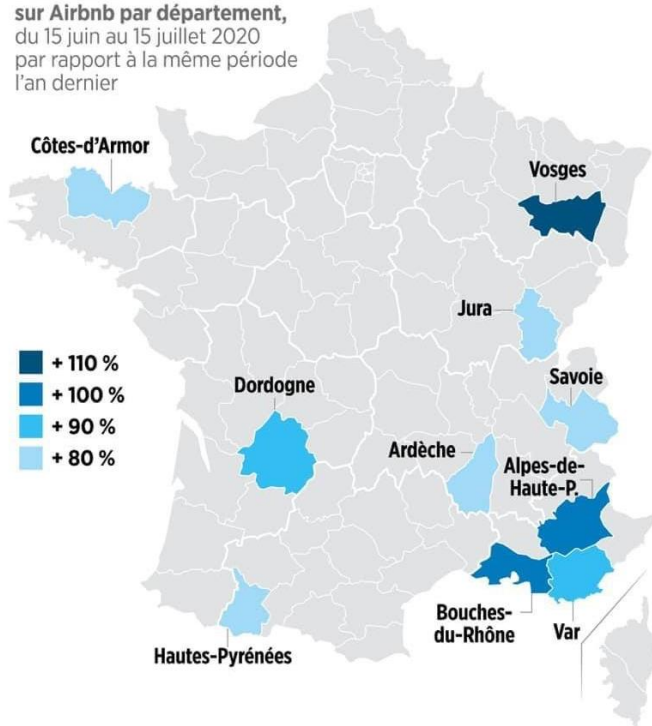 sur Airbnb par département,
du 15 juin au 15 juillet 2020
par rapport à la même période
l'an dernier
Côtes-d'Armor
Vosges
Jura
+ 110 %
+ 100 %
+ 90 %
+ 80 %
Dordogne
Savoie
Ardèche
Alpes-de-
Haute-P.
Bouches-
du-Rhône
Var
Hautes-Pyrénées